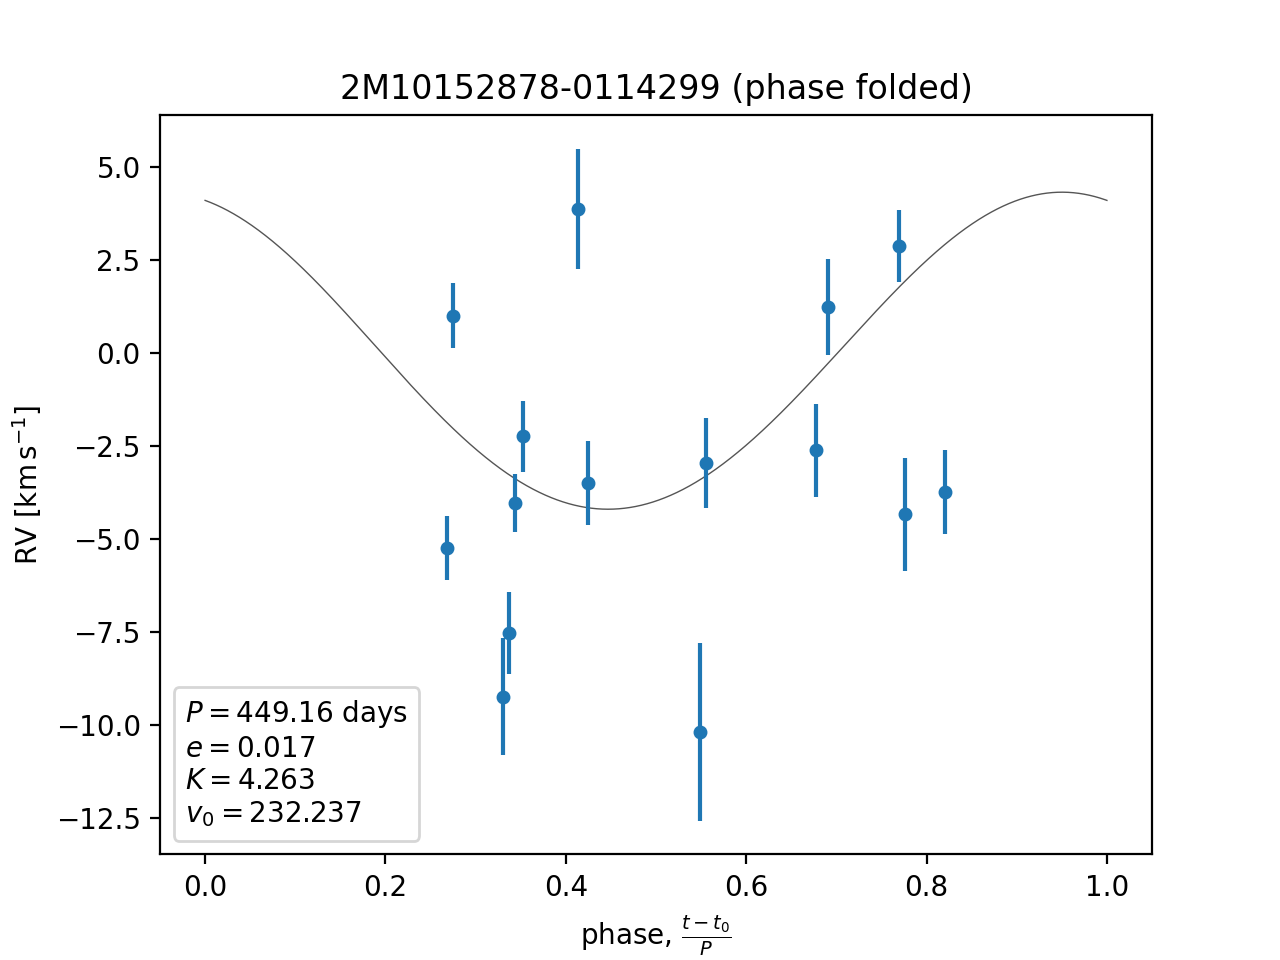 2M10152878-0114299 (phase folded)
RV [km s⁻¹]
5.0
2.5
0.0
−2.5
−5.0
−7.5
−10.0
−12.5
P = 449.16 days
e = 0.017
K = 4.263
v₀ = 232.237
0.0 0.2 0.4 0.6 0.8 1.0
phase, (t − t₀)/P